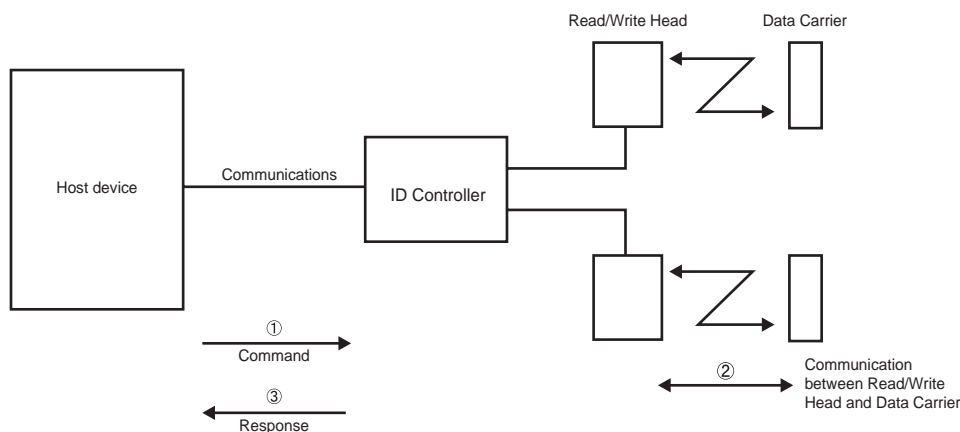 Read/Write Head
Data Carrier
Host device
Communications
ID Controller
①
Command
②
Communication
between Read/Write
Head and Data Carrier
③
Response